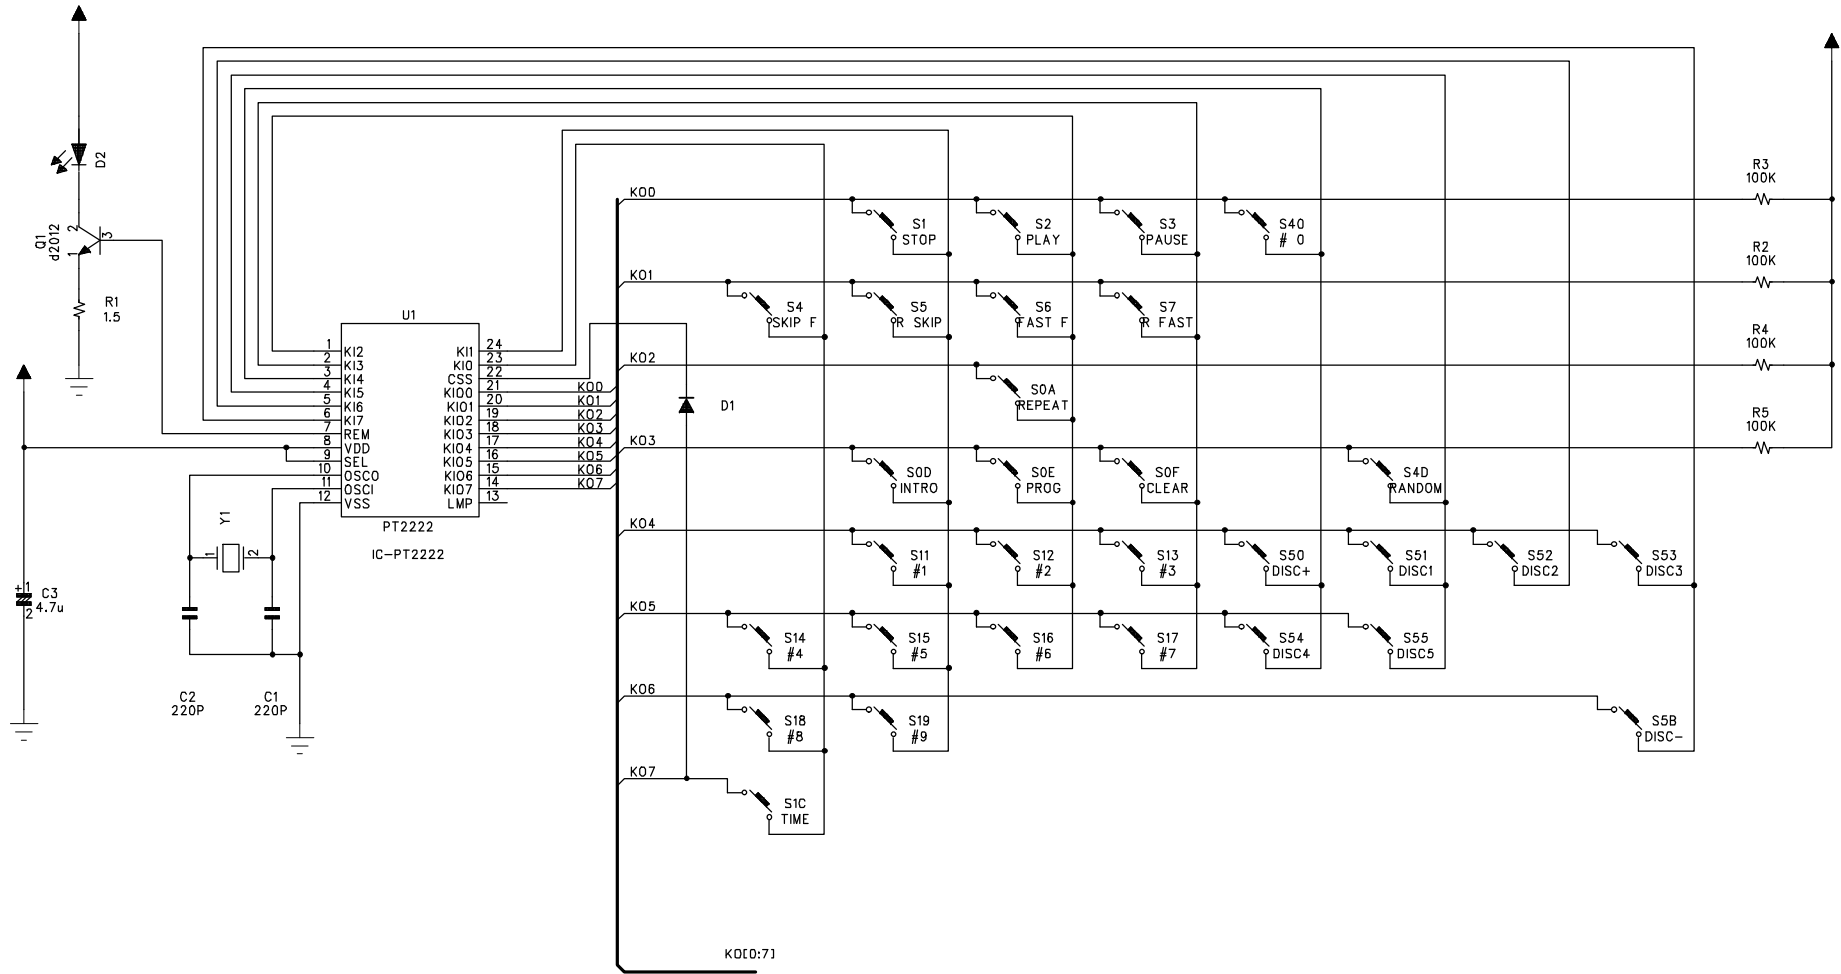 D2
Q1
d2012
2
3
1
R1
1.5
U1
1 KI2
2 KI3
3 KI4
4 KI5
5 KI6
6 KI7
7 REM
8 VDD
9 SEL
10 OSCO
11 OSCI
12 VSS
24 KI1
23 KI0
22 CSS
21 KIO0
20 KIO1
19 KIO2
18 KIO3
17 KIO4
16 KIO5
15 KIO6
14 KIO7
13 LMP
KO0
KO1
KO2
KO3
KO4
KO5
KO6
KO7
PT2222
IC-PT2222
Y1
1
2
+1
C3
4.7u
2
C2
220P
C1
220P
D1
KO0
S1
STOP
S2
PLAY
S3
PAUSE
S40
# 0
R3
100K
KO1
S4
SKIP F
S5
R SKIP
S6
FAST F
S7
R FAST
R2
100K
KO2
S0A
REPEAT
R4
100K
KO3
S0D
INTRO
S0E
PROG
S0F
CLEAR
S4D
RANDOM
R5
100K
KO4
S11
#1
S12
#2
S13
#3
S50
DISC+
S51
DISC1
S52
DISC2
S53
DISC3
KO5
S14
#4
S15
#5
S16
#6
S17
#7
S54
DISC4
S55
DISC5
KO6
S18
#8
S19
#9
S5B
DISC-
KO7
S1C
TIME
KO[0:7]